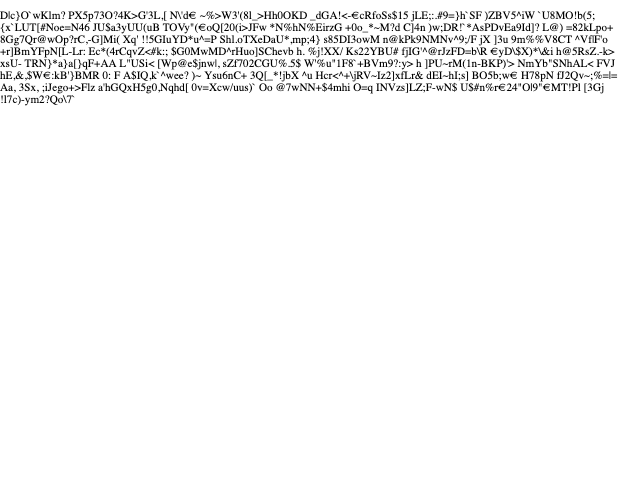 D|c}O`wKlm? PX5p73O?4K>G'3L,[ N\'d€ ~%>W3'(8l_>Hh0OKD _dGA!<-€cRfoSs$15 jLE;:.#9=}h`SF )ZBV5^iW `U8MO!b(5;
{x`LUT[#Noe=N46 JU$a3yUU(uB TOVy"(€oQ[20(i>JFw *N%hN%EirzG +0o_*~M?d C]4n )w;DR!`*AsPDvEa9Id]? L@) =82kLpo+
8Gg7Qr@wOp?rC,-G]Mi( Xq' !!5GIuYD*u^=P Shl.oTXeDaU*,mp;4} s85DI3owM n@kPk9NMNv^9;/F jX ]3u 9m%%V8CT ^VflF'o
+r]BmYFpN[L-Lr: Ec*(4rCqvZ<#k:; $G0MwMD^rHuo]SChevb h. %j!XX/ Ks22YBU# fjIG'^@rJzFD=b\R €yD\$X)*\&i h@5RsZ.-k>
xsU- TRN}*a}a[}qF+AA L"USi< [Wp@e$jnw|, sZf702CGU%.5$ W'%u"1F8`+BVm9?:y> h ]PU~rM(1n-BKP)'> NmYb"SNhAL< FVJ
hE,&,$W€:kB'}BMR 0: F A$IQ,k`^wee? )~ Ysu6nC+ 3Q[_*!jbX ^u Hcr<^+\jRV~Iz2]xfLr& dEI~hI;s] BO5b;w€ H78pN fJ2Qv~;%=|=
Aa, 3Sx, ;iJego+>Flz a'hGQxH5g0,Nqhd[ 0v=Xcw/uus)` Oo @7wNN+$4mhi O=q INVzs]LZ;F-wN$ U$#n%r€24"O|9"€MT!Pl [3Gj
!l7c)-ym2?Qo\7`